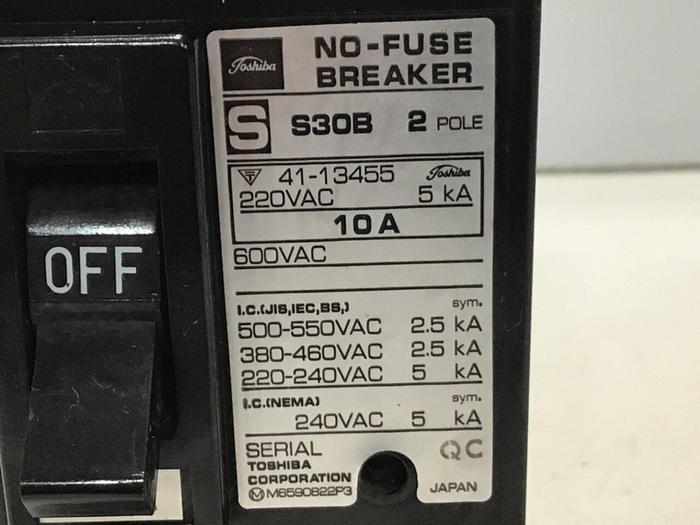 Toshiba NO-FUSE
BREAKER
S S30B 2 POLE
41-13455 Toshiba
220VAC 5 kA
10A
600VAC
I.C.(JIS,IEC,BS,) sym.
500-550VAC 2.5 kA
380-460VAC 2.5 kA
220-240VAC 5 kA
I.C.(NEMA) sym.
240VAC 5 kA
SERIAL QC
TOSHIBA
CORPORATION
M M6590822P3 JAPAN
OFF